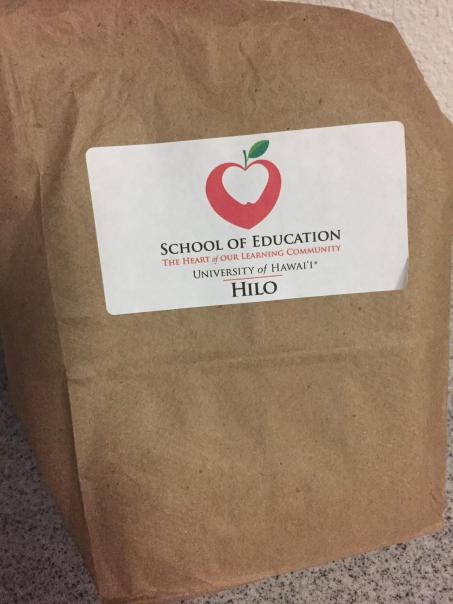 SCHOOL OF EDUCATION
THE HEART of OUR LEARNING COMMUNITY
UNIVERSITY of HAWAI'I®
HILO